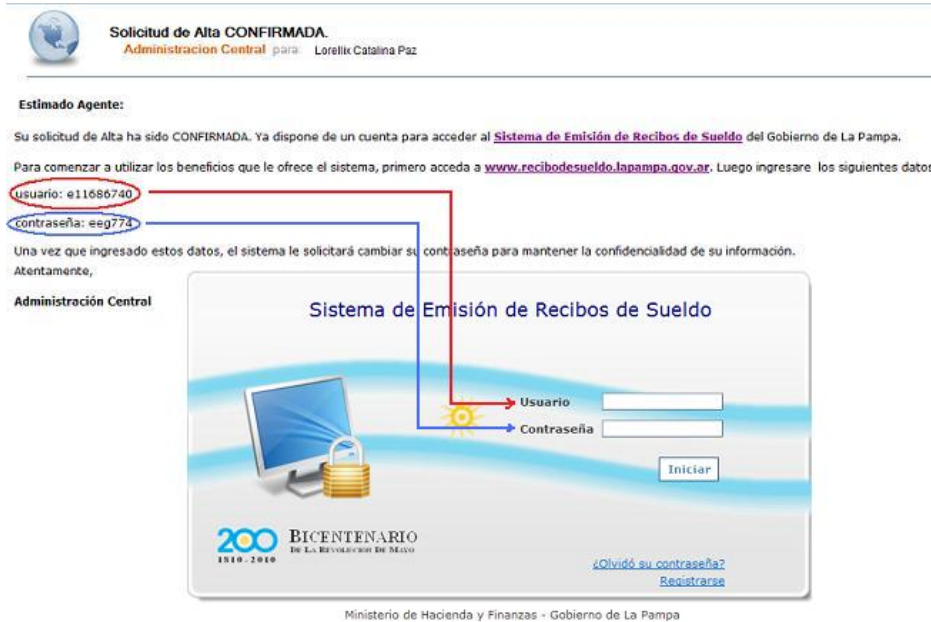 Solicitud de Alta CONFIRMADA.
Administracion Central para: Lorellix Catalina Paz
Estimado Agente:
Su solicitud de Alta ha sido CONFIRMADA. Ya dispone de un cuenta para acceder al Sistema de Emisión de Recibos de Sueldo del Gobierno de La Pampa.
Para comenzar a utilizar los beneficios que le ofrece el sistema, primero acceda a www.recibodesueldo.lapampa.gov.ar. Luego ingresare los siguientes datos
usuario: e11686740
contraseña: eeg774
Una vez que ingresado estos datos, el sistema le solicitará cambiar su contraseña para mantener la confidencialidad de su información.
Atentamente,
Administración Central
Sistema de Emisión de Recibos de Sueldo
Usuario
Contraseña
Iniciar
200 BICENTENARIO
DE LA REVOLUCION DE MAYO
1810-2010
¿Olvidó su contraseña?
Registrarse
Ministerio de Hacienda y Finanzas - Gobierno de La Pampa